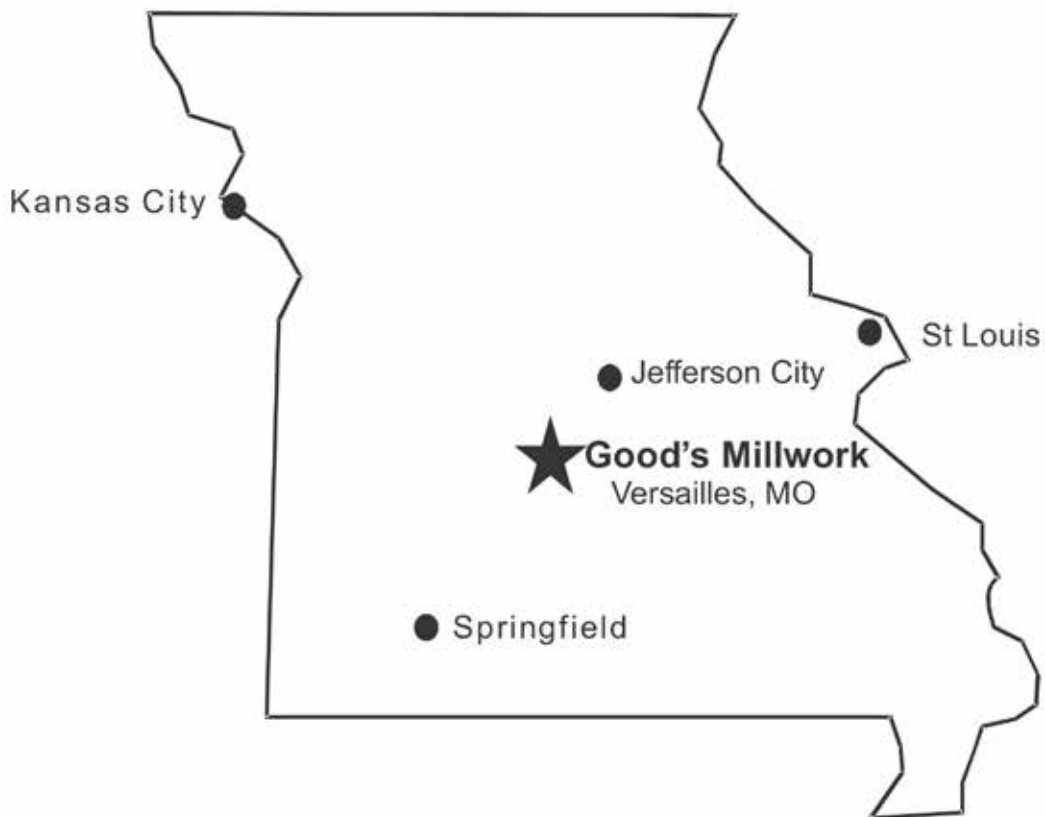 Kansas City
St Louis
Jefferson City
Good's Millwork
Versailles, MO
Springfield